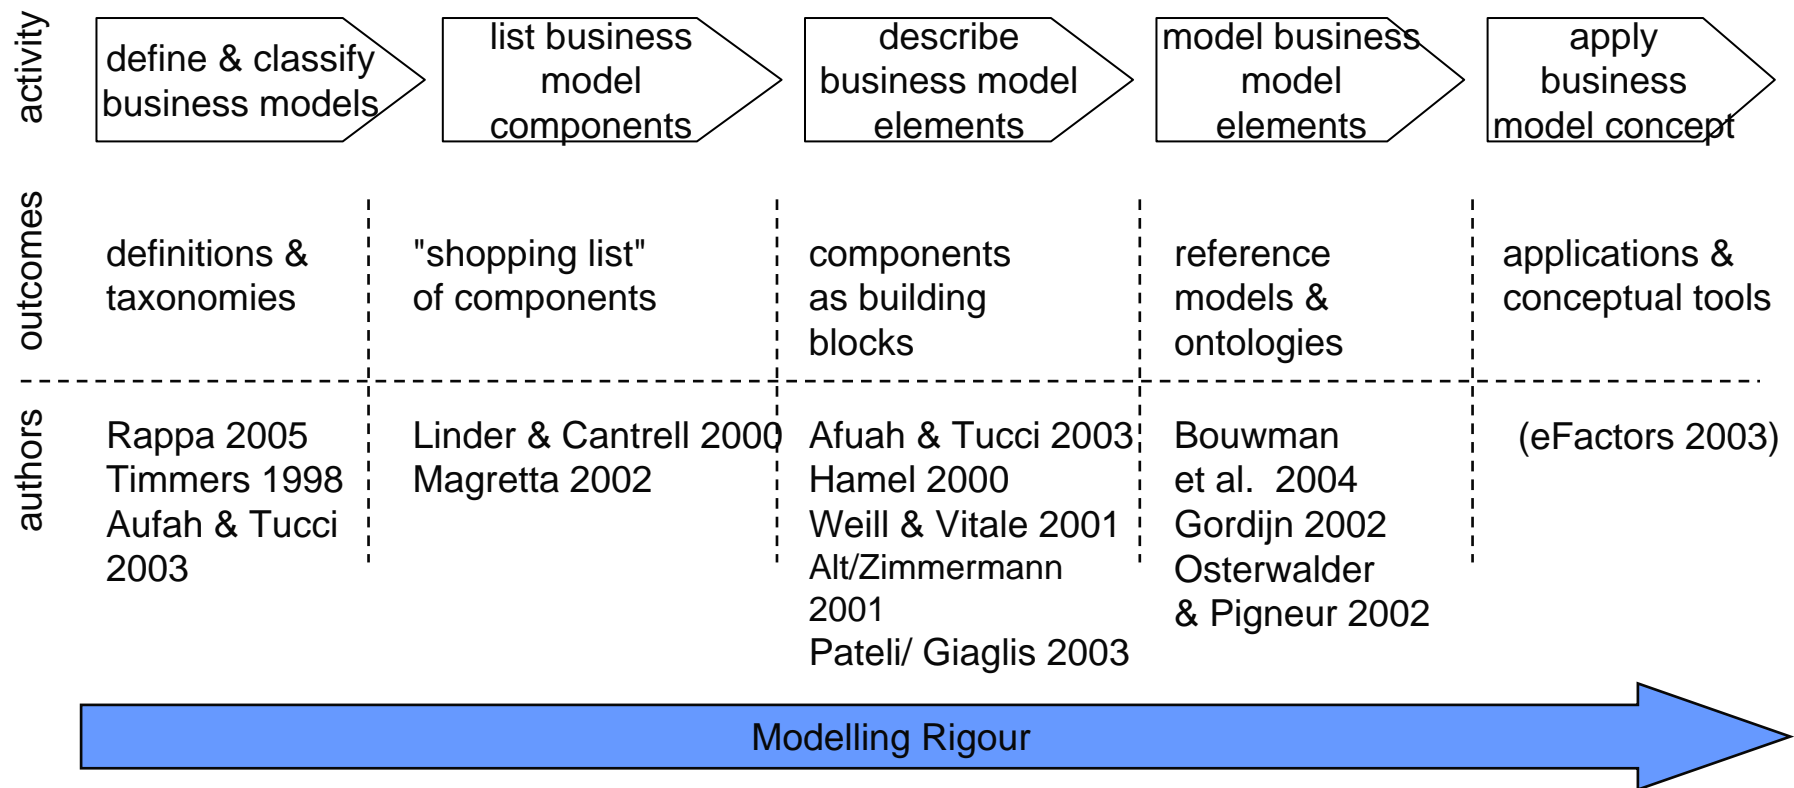 activity
define & classify
business models
list business
model
components
describe
business model
elements
model business
model
elements
apply
business
model concept
outcomes
definitions &
taxonomies
"shopping list"
of components
components
as building
blocks
reference
models &
ontologies
applications &
conceptual tools
authors
Rappa 2005
Timmers 1998
Aufah & Tucci
2003
Linder & Cantrell 2000
Magretta 2002
Afuah & Tucci 2003
Hamel 2000
Weill & Vitale 2001
Alt/Zimmermann
2001
Pateli/ Giaglis 2003
Bouwman
et al. 2004
Gordijn 2002
Osterwalder
& Pigneur 2002
(eFactors 2003)
Modelling Rigour